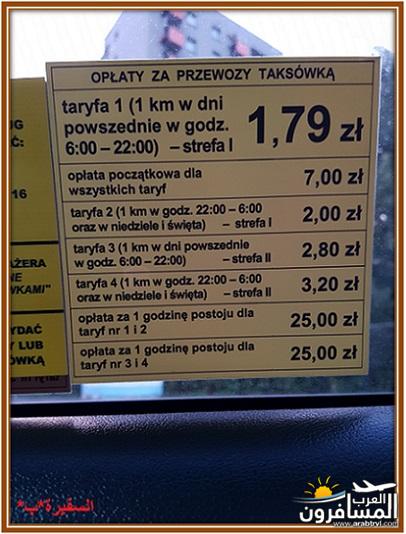 OPŁATY ZA PRZEWOZY TAKSÓWKĄ
taryfa 1 (1 km w dni
powszednie w godz.
6:00 – 22:00) – strefa I
1,79 zł
opłata początkowa dla
wszystkich taryf
7,00 zł
taryfa 2 (1 km w godz. 22:00 – 6:00
oraz w niedziele i święta) – strefa I
2,00 zł
taryfa 3 (1 km w dni powszednie
w godz. 6:00 – 22:00) – strefa II
2,80 zł
taryfa 4 (1 km w godz. 22:00 – 6:00
oraz w niedziele i święta) – strefa II
3,20 zł
opłata za 1 godzinę postoju dla
taryf nr 1 i 2
25,00 zł
opłata za 1 godzinę postoju dla
taryf nr 3 i 4
25,00 zł
UG
AĆ:
16
AŻERA
NE
WKAMI"
YDAĆ
Y LUB
ÓWKĄ
السفيرة*ب*
العرب
المسافرون
www.arabtrvl.com